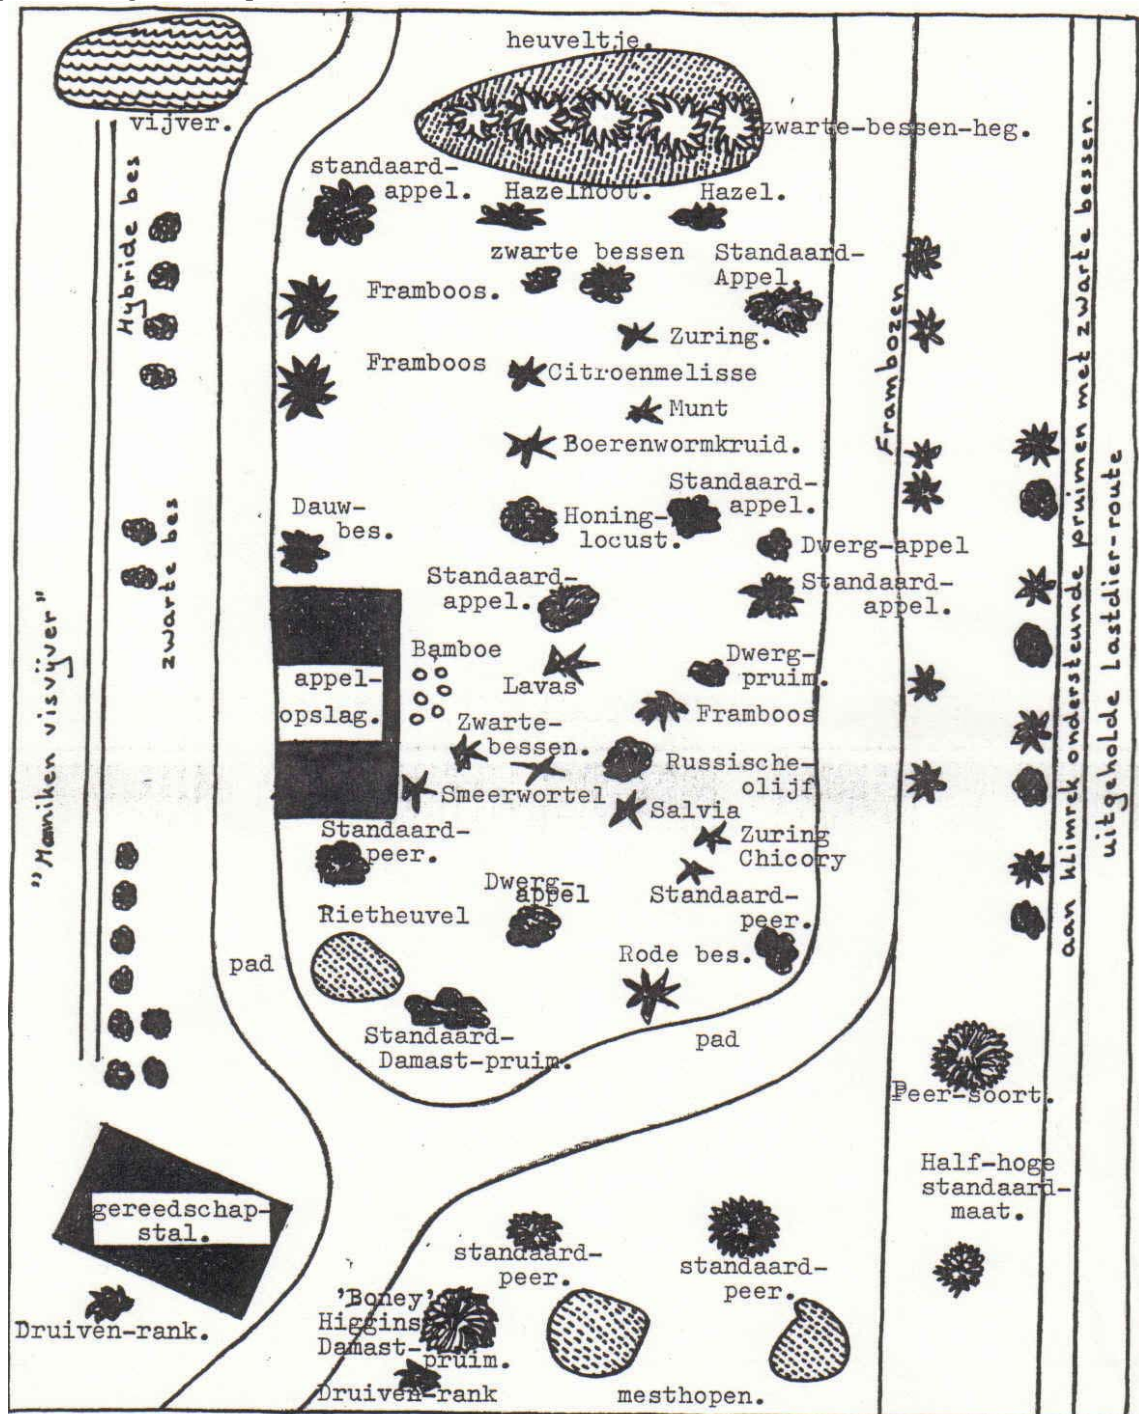 heuveltje.
vijver.
zwarte-bessen-heg.
standaard-
appel.
Hazelnoot.
Hazel.
Hybride bes
zwarte bessen
Standaard-
Appel.
Framboos.
Zuring.
Framboos
Citroenmelisse
Munt
Boerenwormkruid.
Frambozen
Standaard-
appel.
Dauw-
bes.
Honing-
locust.
Dwerg-appel
zwarte bes
Standaard-
appel.
Standaard-
appel.
Bamboe
Lavas
Dwerg-
pruim.
appel-
opslag.
Framboos
Zwarte-
bessen.
Russische-
olijf
Smeerwortel
Salvia
Zuring
Chicory
Standaard-
peer.
Dwerg-
appel
Standaard-
peer.
Rietheuvel
Rode bes.
pad
pad
Standaard-
Damast-pruim.
Peer-soort.
Half-hoge
standaard-
maat.
gereedschap-
stal.
standaard-
peer.
standaard-
peer.
'Boney'
Higgins
Damast-
pruim.
Druiven-rank.
Druiven-rank
mesthopen.
aan klimrek ondersteunde pruimen met zwarte bessen.
uitgeholde Lastdier-route
visvijver"